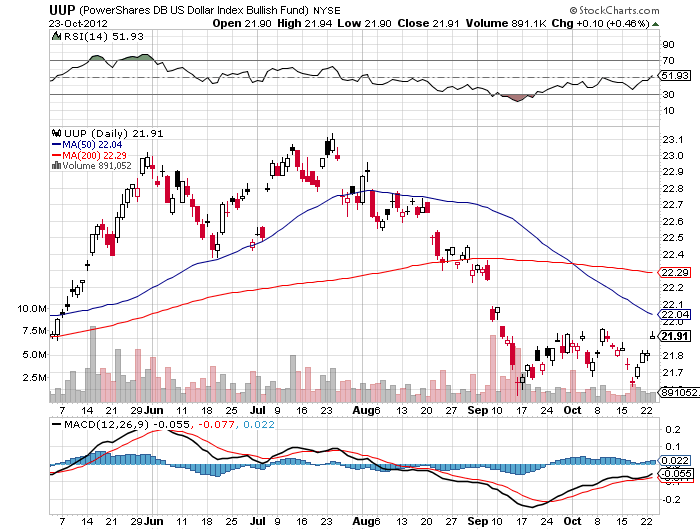 UUP (PowerShares DB US Dollar Index Bullish Fund) NYSE © StockCharts.com
23-Oct-2012 Open 21.90 High 21.94 Low 21.90 Close 21.91 Volume 891.1K Chg +0.10 (+0.46%)
RSI(14) 51.93
90
70
51.93
30
10
UUP (Daily) 21.91
MA(50) 22.04
MA(200) 22.29
Volume 891,052
23.1
23.0
22.9
22.8
22.7
22.6
22.5
22.4
22.29
22.2
22.04
22.0
21.91
21.8
21.7
891052
10.0M
7.5M
5.0M
2.5M
7 14 21 29 Jun 11 18 25 Jul 9 16 23 Aug 6 13 20 27 Sep 10 17 24 Oct 8 15 22
MACD(12,26,9) -0.055, -0.077, 0.022
0.2
0.1
0.022
-0.055
-0.1
-0.2
7 14 21 29 Jun 11 18 25 Jul 9 16 23 Aug 6 13 20 27 Sep 10 17 24 Oct 8 15 22